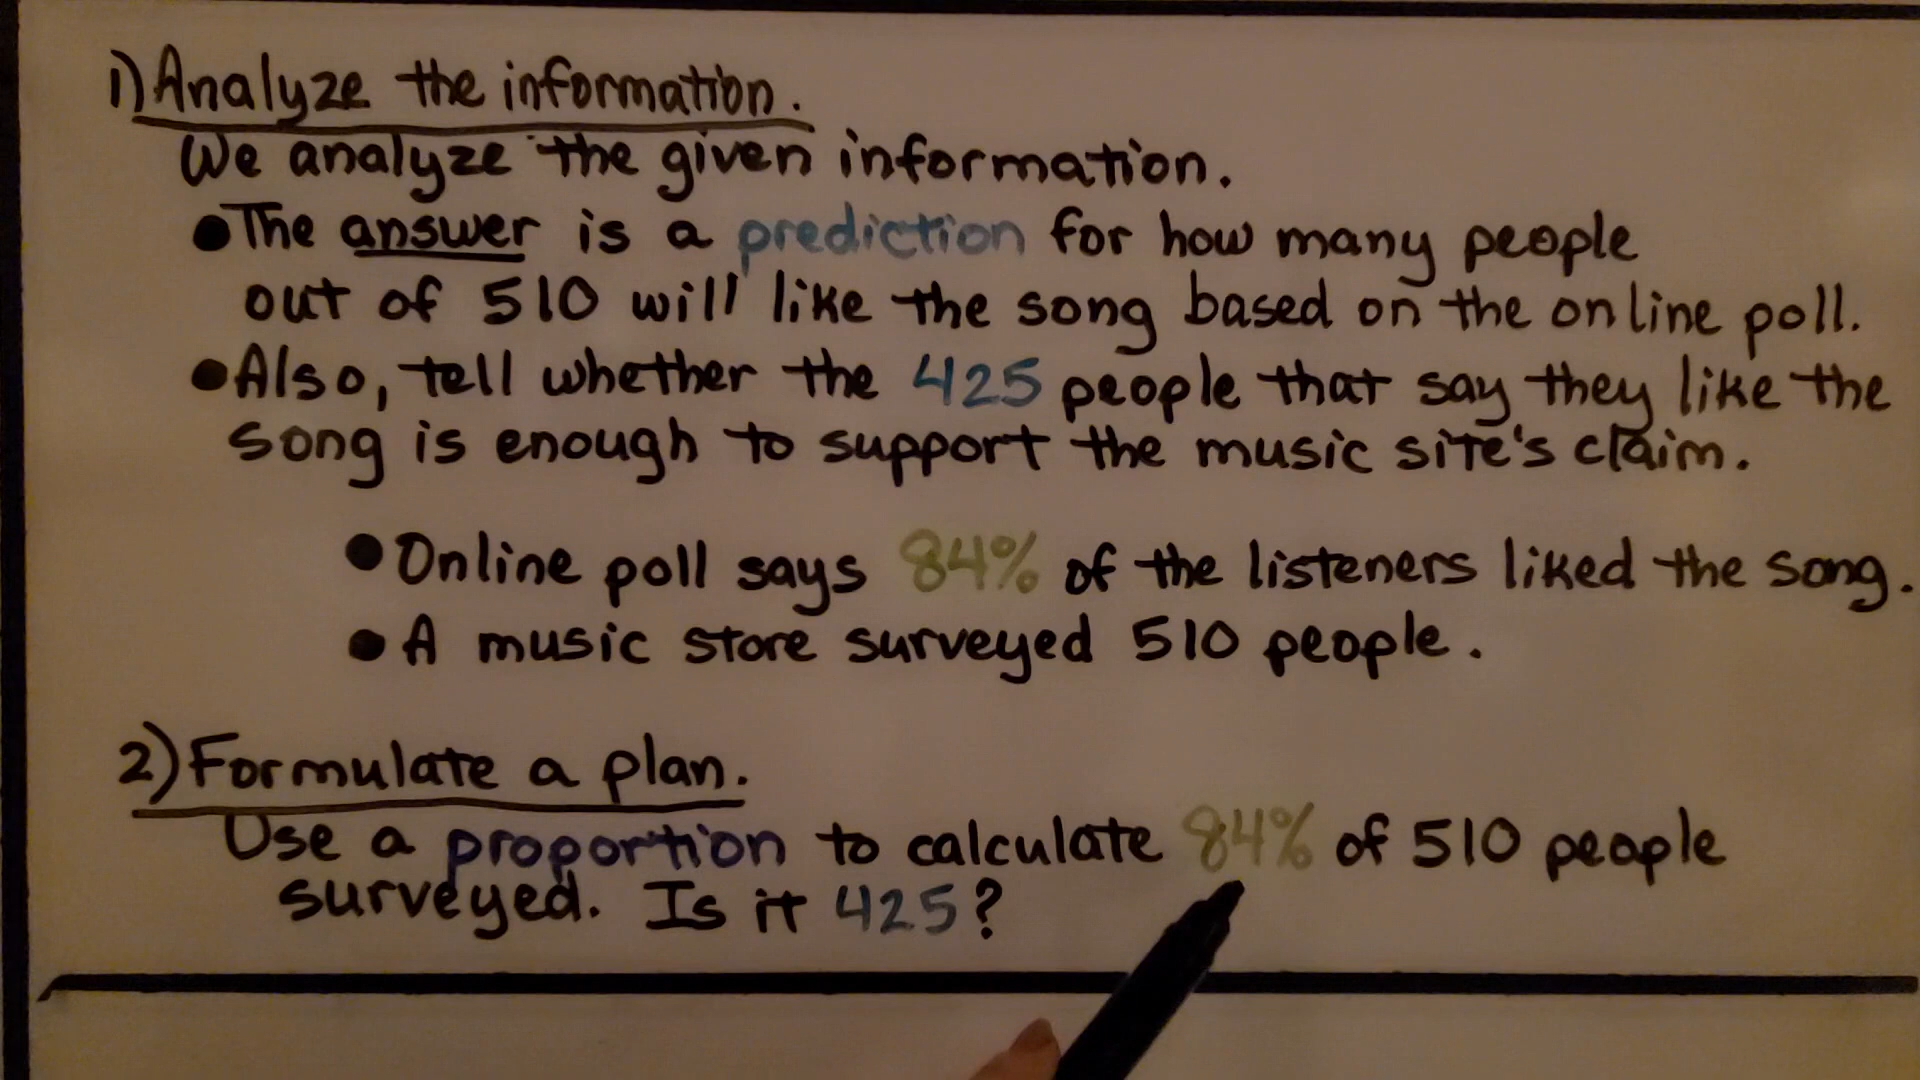 1) Analyze the information.
We analyze the given information.
● The answer is a prediction for how many people
out of 510 will like the song based on the online poll.
● Also, tell whether the 425 people that say they like the
song is enough to support the music site's claim.
● Online poll says 84% of the listeners liked the song.
● A music store surveyed 510 people.
2) Formulate a plan.
Use a proportion to calculate 84% of 510 people
surveyed. Is it 425?